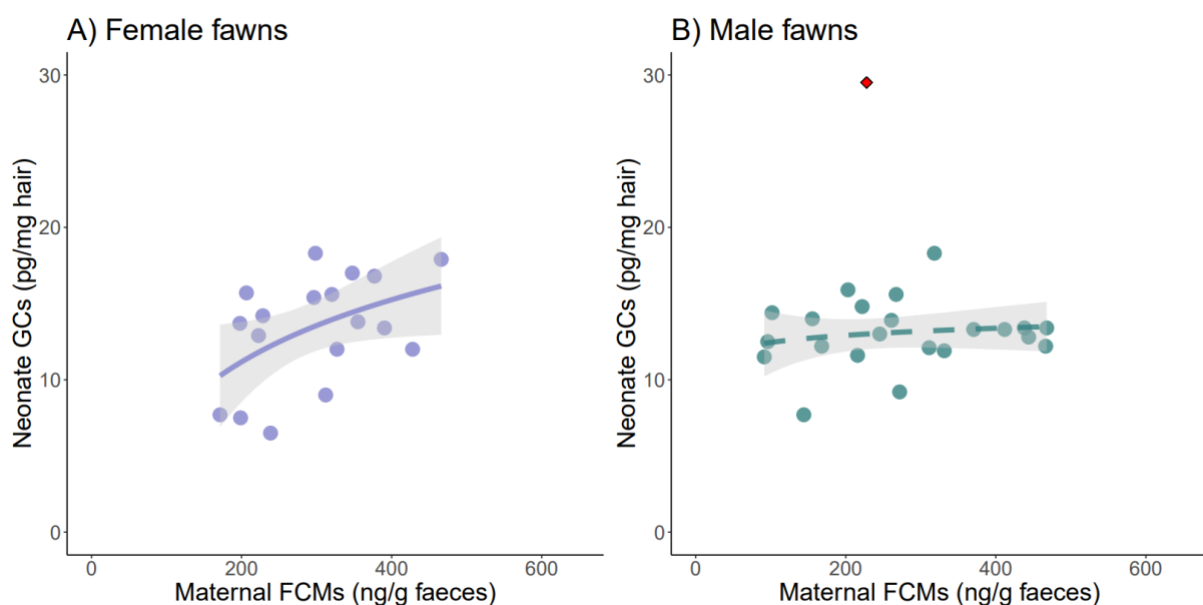 A) Female fawns
30
20
10
0
Neonate GCs (pg/mg hair)
0 200 400 600
Maternal FCMs (ng/g faeces)
B) Male fawns
30
20
10
0
Neonate GCs (pg/mg hair)
0 200 400 600
Maternal FCMs (ng/g faeces)